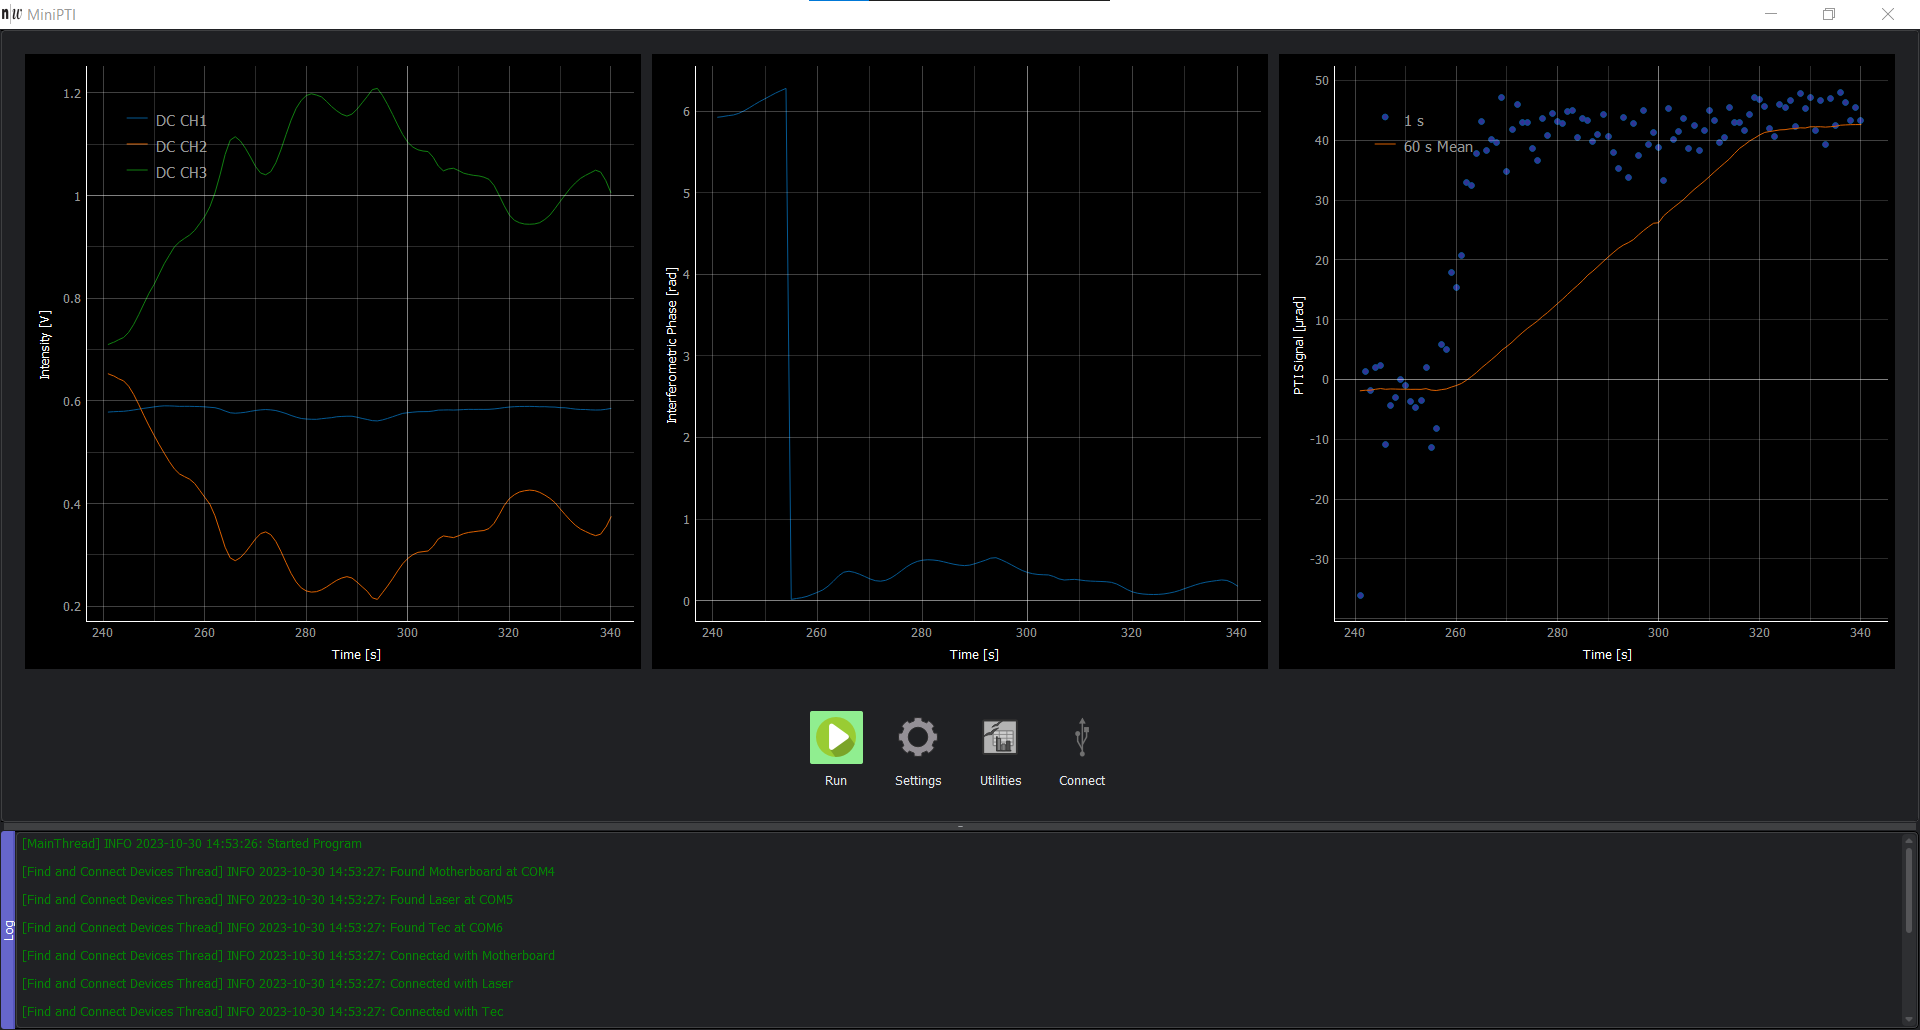 n|w MiniPTI
1.2
1
0.8
0.6
0.4
0.2
DC CH1
DC CH2
DC CH3
Intensity [V]
240 260 280 300 320 340
Time [s]
6
5
4
3
2
1
0
Interferometric Phase [rad]
240 260 280 300 320 340
Time [s]
50
40
30
20
10
0
-10
-20
-30
1 s
60 s Mean
PTI Signal [µrad]
240 260 280 300 320 340
Time [s]
Run Settings Utilities Connect
Log
[MainThread] INFO 2023-10-30 14:53:26: Started Program
[Find and Connect Devices Thread] INFO 2023-10-30 14:53:27: Found Motherboard at COM4
[Find and Connect Devices Thread] INFO 2023-10-30 14:53:27: Found Laser at COM5
[Find and Connect Devices Thread] INFO 2023-10-30 14:53:27: Found Tec at COM6
[Find and Connect Devices Thread] INFO 2023-10-30 14:53:27: Connected with Motherboard
[Find and Connect Devices Thread] INFO 2023-10-30 14:53:27: Connected with Laser
[Find and Connect Devices Thread] INFO 2023-10-30 14:53:27: Connected with Tec